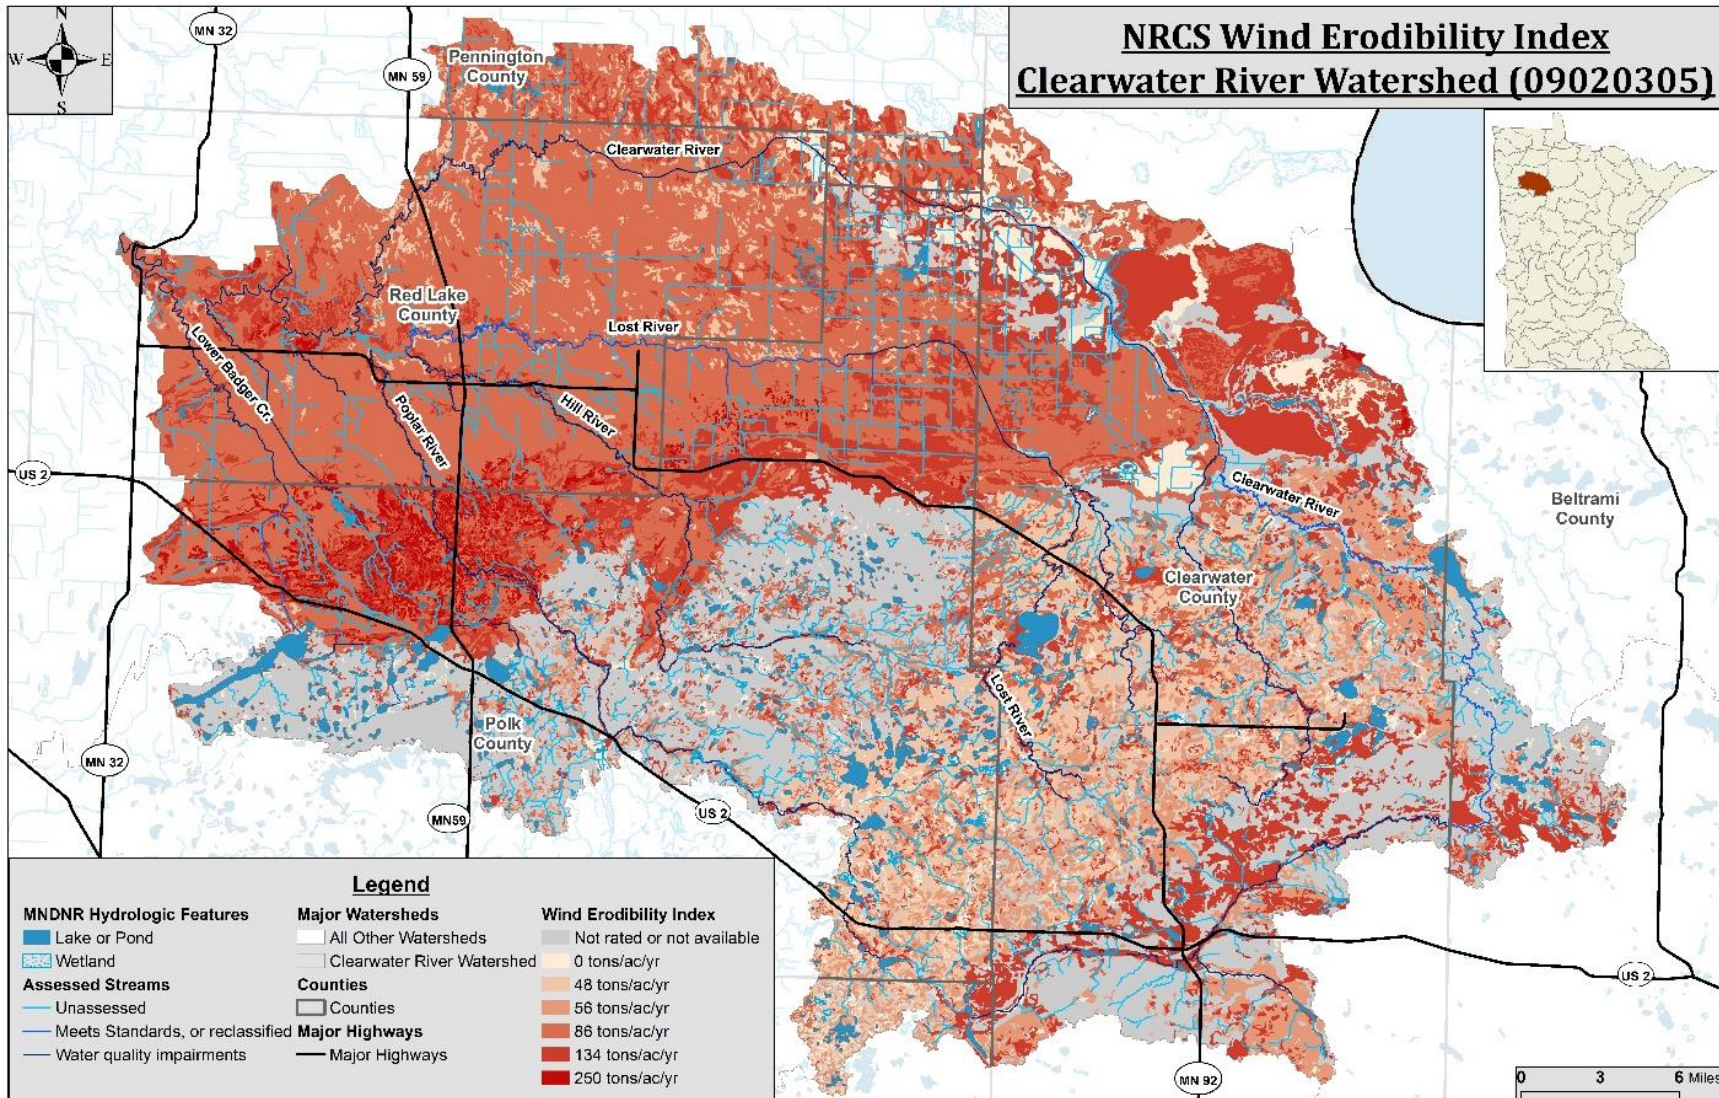 NRCS Wind Erodibility Index
Clearwater River Watershed (09020305)
N
W E
S
MN 32
MN 59
Pennington
County
Clearwater River
Red Lake
County
Lost River
Lower Badger Cr.
Poplar River
Hill River
US 2
Clearwater River
Beltrami
County
Clearwater
County
Lost River
Polk
County
MN 32
MN59
US 2
US 2
MN 92
Legend
MNDNR Hydrologic Features
Lake or Pond
Wetland
Assessed Streams
Unassessed
Meets Standards, or reclassified
Water quality impairments
Major Watersheds
All Other Watersheds
Clearwater River Watershed
Counties
Counties
Major Highways
Major Highways
Wind Erodibility Index
Not rated or not available
0 tons/ac/yr
48 tons/ac/yr
56 tons/ac/yr
86 tons/ac/yr
134 tons/ac/yr
250 tons/ac/yr
0 3 6 Miles